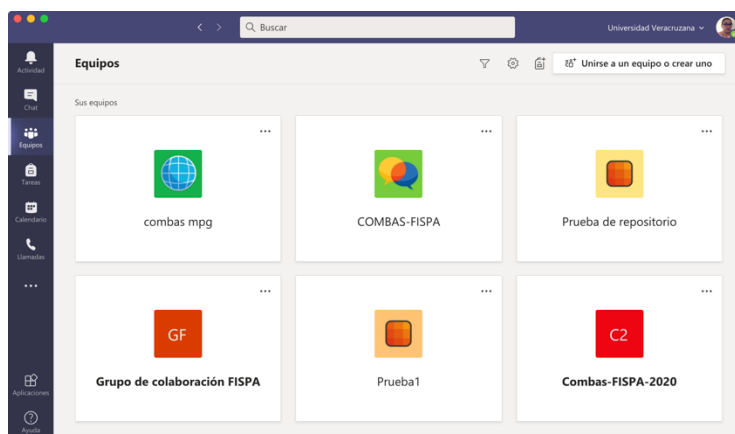 Buscar
Universidad Veracruzana
Actividad
Chat
Equipos
Tareas
Calendario
Llamadas
Aplicaciones
Ayuda
Equipos
Unirse a un equipo o crear uno
Sus equipos
combas mpg
COMBAS-FISPA
Prueba de repositorio
GF
Grupo de colaboración FISPA
Prueba1
C2
Combas-FISPA-2020